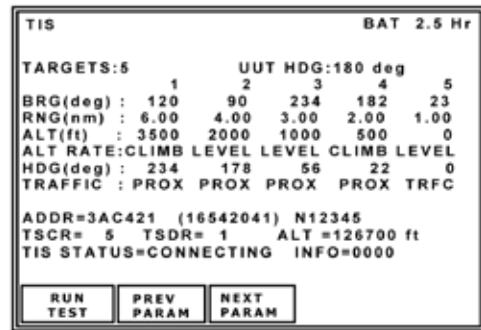 TIS BAT 2.5 Hr
TARGETS:5 UUT HDG:180 deg
1 2 3 4 5
BRG(deg) : 120 90 234 182 23
RNG(nm) : 6.00 4.00 3.00 2.00 1.00
ALT(ft) : 3500 2000 1000 500 0
ALT RATE:CLIMB LEVEL LEVEL CLIMB LEVEL
HDG(deg) : 234 178 56 22 0
TRAFFIC : PROX PROX PROX PROX TRFC
ADDR=3AC421 (16542041) N12345
TSCR= 5 TSDR= 1 ALT =126700 ft
TIS STATUS=CONNECTING INFO=0000
RUN PREV NEXT
TEST PARAM PARAM